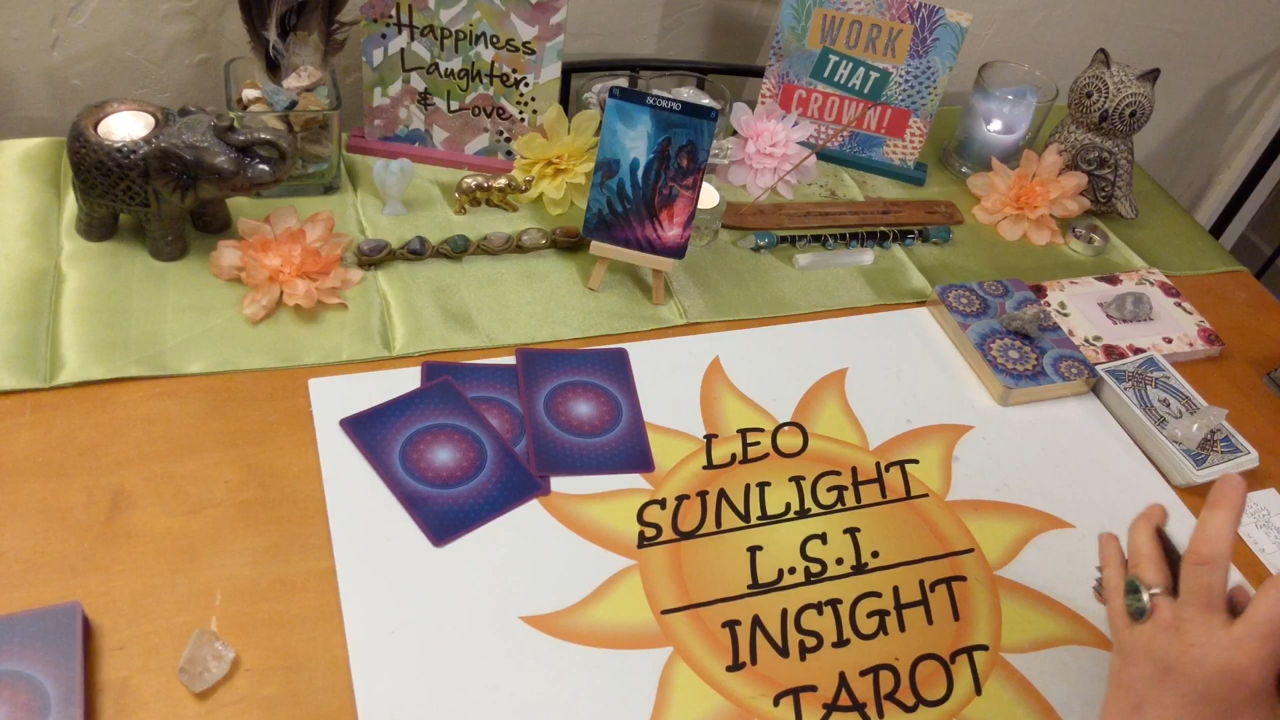 Happiness
Laughter
& Love
WORK
THAT
CROWN!
SCORPIO
LEO
SUNLIGHT
L.S.I.
INSIGHT
TAROT